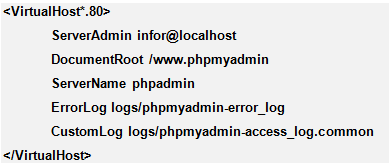 <VirtualHost*.80>
ServerAdmin infor@localhost
DocumentRoot /www.phpmyadmin
ServerName phpadmin
ErrorLog logs/phpmyadmin-error_log
CustomLog logs/phpmyadmin-access_log.common
</VirtualHost>